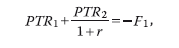 PTR₁ + PTR₂ / 1 + r = −F₁,